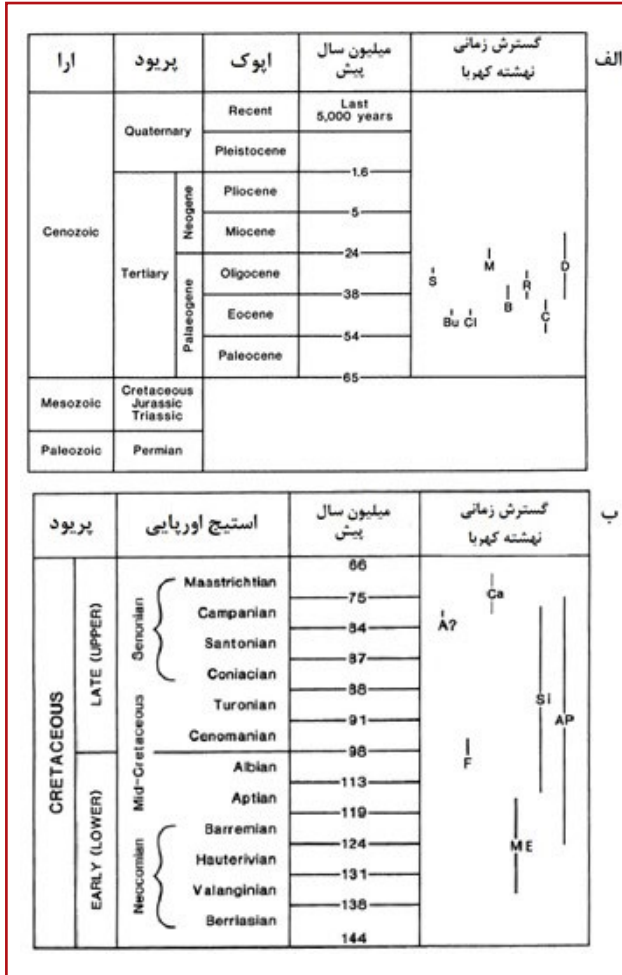 الف
ارا
پریود
اپوک
میلیون سال
پیش
گسترش زمانی
نهشته کهربا
Cenozoic
Quaternary
Recent
Last
5,000 years
Pleistocene
1.6
Tertiary
Neogene
Pliocene
5
Miocene
24
Palaeogene
Oligocene
38
Eocene
54
Paleocene
65
S
M
D
R
B
Bu
Cl
C
Mesozoic
Cretaceous
Jurassic
Triassic
Paleozoic
Permian
ب
پریود
استیج اورپایی
میلیون سال
پیش
گسترش زمانی
نهشته کهربا
CRETACEOUS
LATE (UPPER)
EARLY (LOWER)
Senonian
Mid-Cretaceous
Neocomian
66
Maastrichtian
75
Campanian
84
Santonian
87
Coniacian
88
Turonian
91
Cenomanian
98
Albian
113
Aptian
119
Barremian
124
Hauterivian
131
Valanginian
138
Berriasian
144
Ca
A?
Si
AP
F
ME